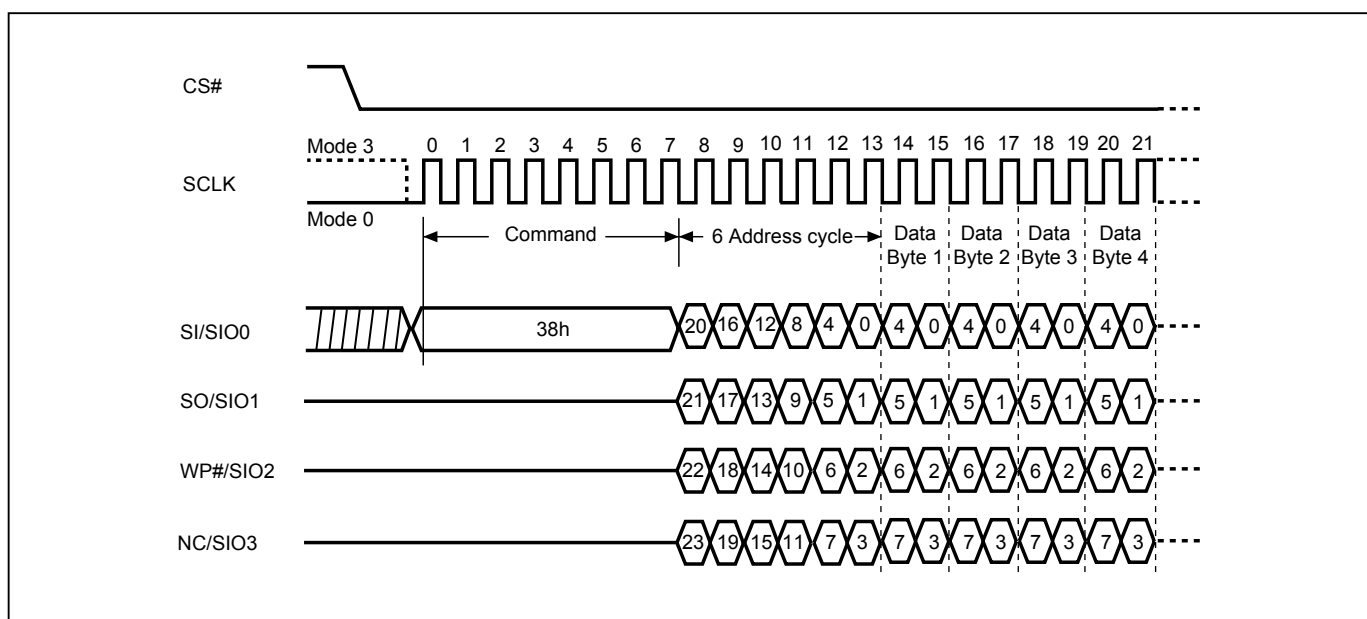 CS#
Mode 3
0 1 2 3 4 5 6 7 8 9 10 11 12 13 14 15 16 17 18 19 20 21
SCLK
Mode 0
Command
6 Address cycle
Data Byte 1
Data Byte 2
Data Byte 3
Data Byte 4
SI/SIO0
38h
20 16 12 8 4 0 4 0 4 0 4 0 4 0
SO/SIO1
21 17 13 9 5 1 5 1 5 1 5 1 5 1
WP#/SIO2
22 18 14 10 6 2 6 2 6 2 6 2 6 2
NC/SIO3
23 19 15 11 7 3 7 3 7 3 7 3 7 3